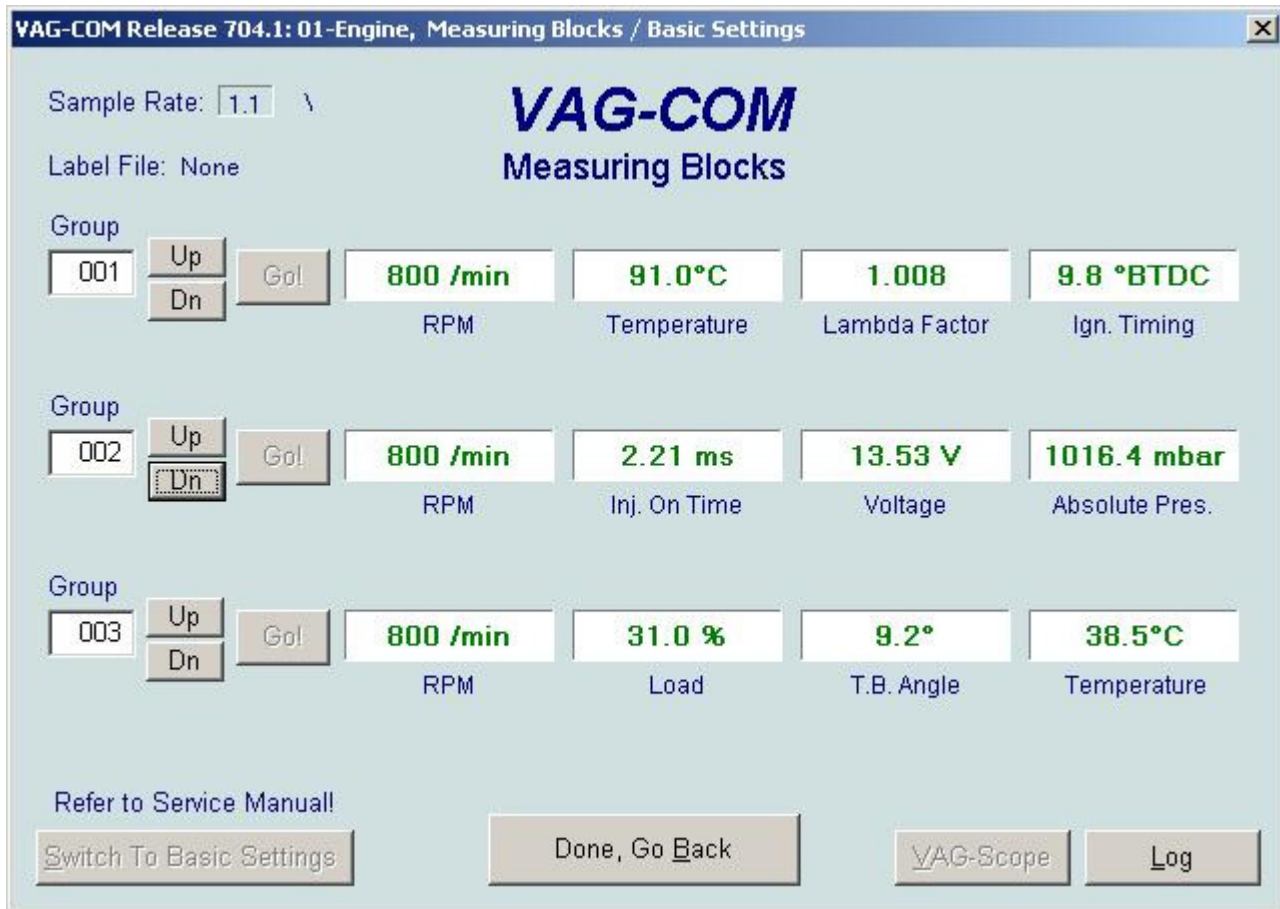 VAG-COM Release 704.1: 01-Engine, Measuring Blocks / Basic Settings
Sample Rate: 1.1 \
VAG-COM
Label File: None
Measuring Blocks
Group
001 Up Dn Go! 800 /min 91.0°C 1.008 9.8 °BTDC
RPM Temperature Lambda Factor Ign. Timing
Group
002 Up Dn Go! 800 /min 2.21 ms 13.53 V 1016.4 mbar
RPM Inj. On Time Voltage Absolute Pres.
Group
003 Up Dn Go! 800 /min 31.0 % 9.2° 38.5°C
RPM Load T.B. Angle Temperature
Refer to Service Manual!
Switch To Basic Settings Done, Go Back VAG-Scope Log